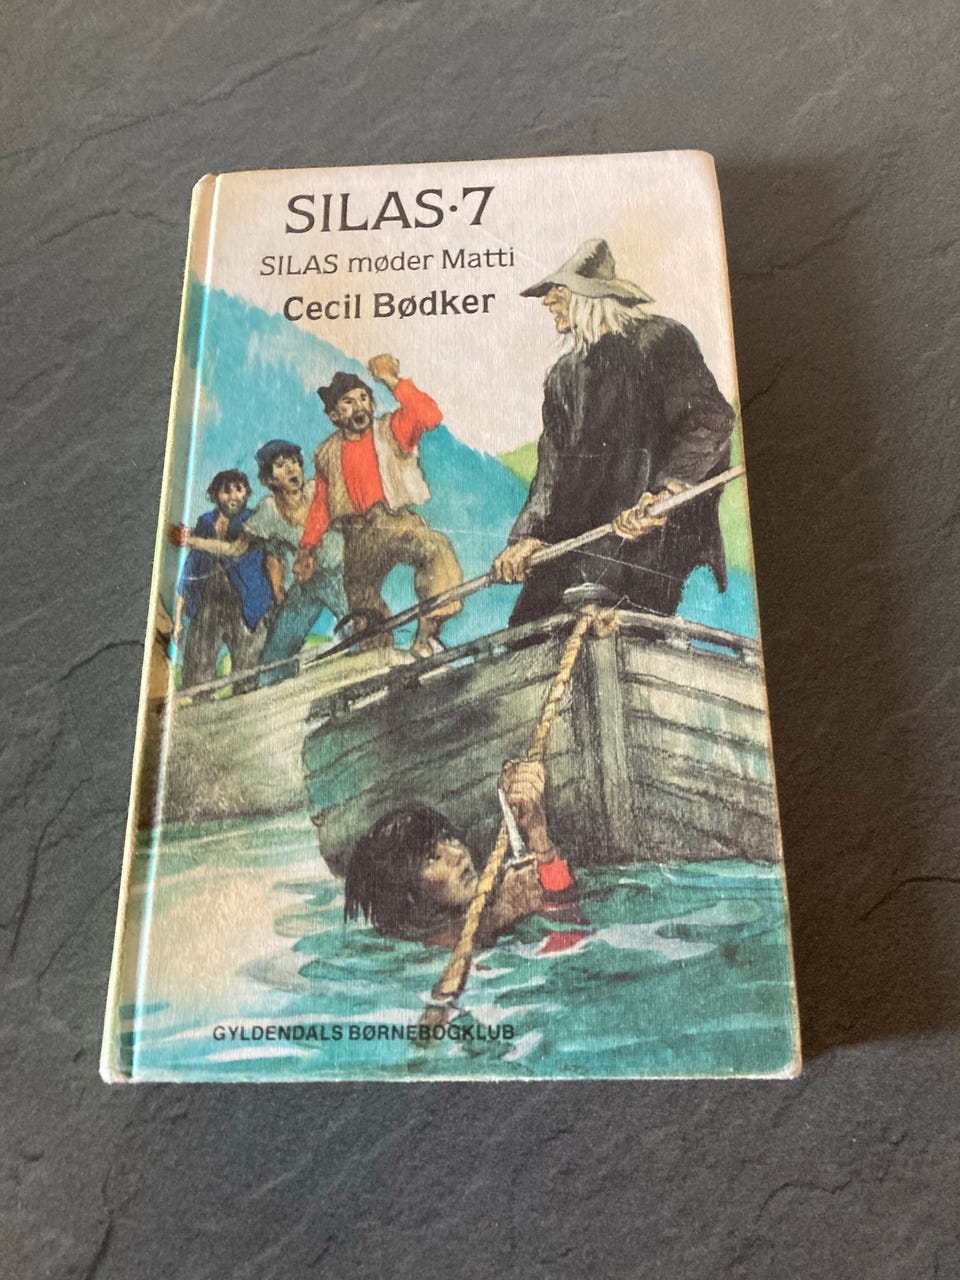 SILAS·7
SILAS møder Matti
Cecil Bødker
GYLDENDALS BØRNEBOGKLUB